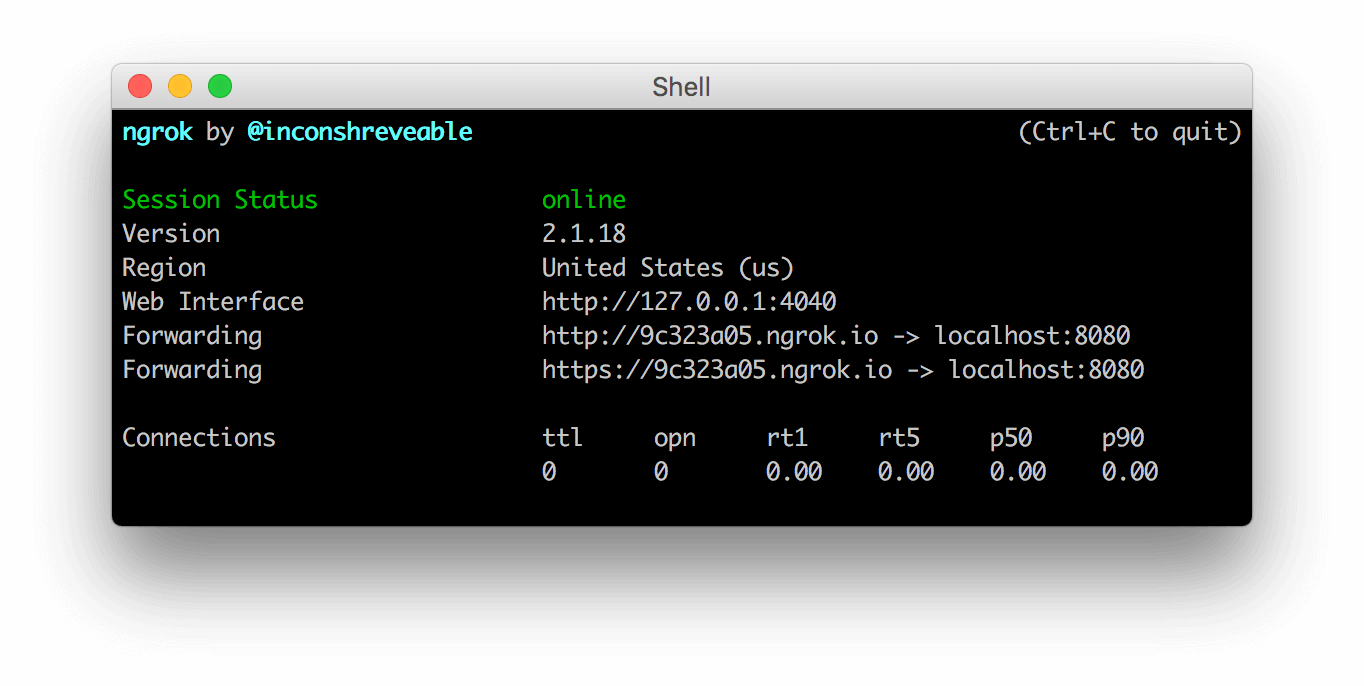 Shell
ngrok by @inconshreveable (Ctrl+C to quit)
Session Status online
Version 2.1.18
Region United States (us)
Web Interface http://127.0.0.1:4040
Forwarding http://9c323a05.ngrok.io -> localhost:8080
Forwarding https://9c323a05.ngrok.io -> localhost:8080
Connections ttl opn rt1 rt5 p50 p90
0 0 0.00 0.00 0.00 0.00